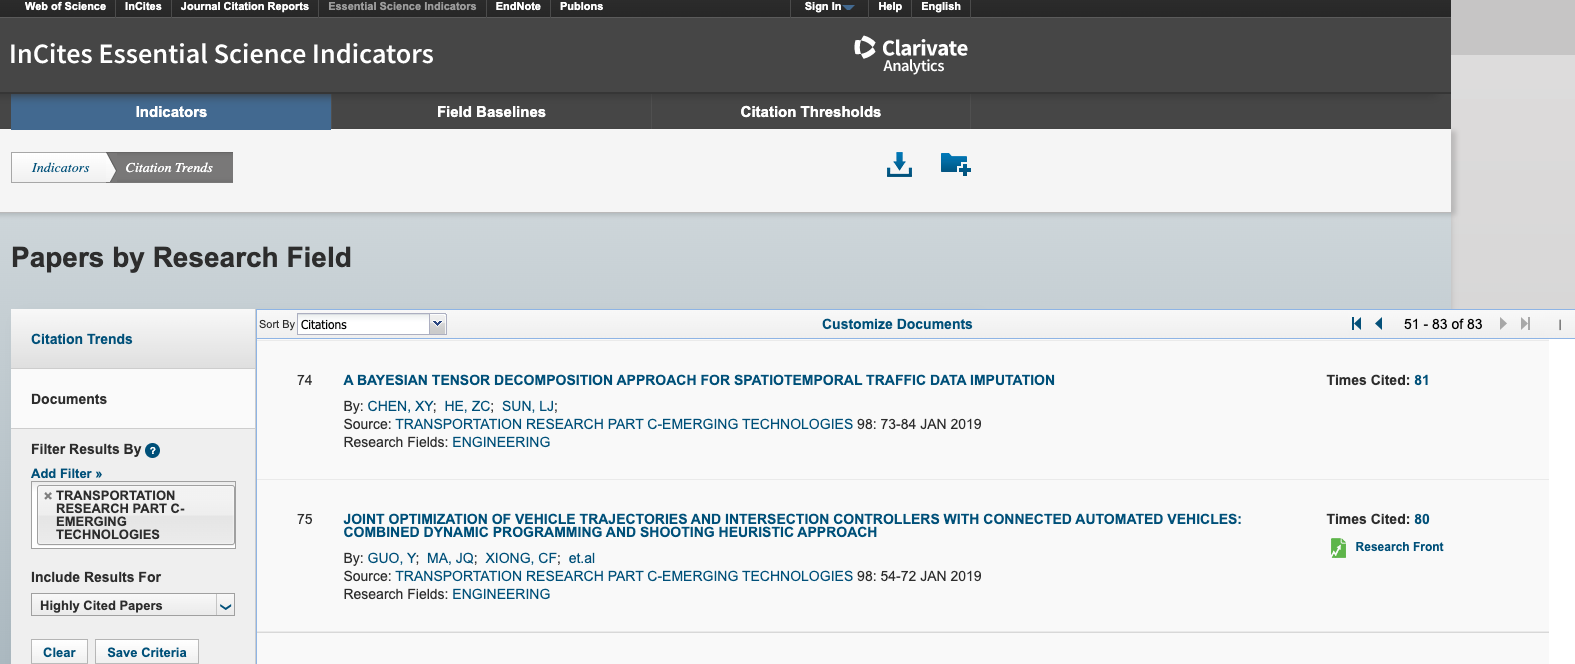 Web of Science InCites Journal Citation Reports Essential Science Indicators EndNote Publons Sign In Help English
InCites Essential Science Indicators
Clarivate
Analytics
Indicators Field Baselines Citation Thresholds
Indicators Citation Trends
Papers by Research Field
Citation Trends
Documents
Filter Results By ?
Add Filter »
× TRANSPORTATION
RESEARCH PART C-
EMERGING
TECHNOLOGIES
Include Results For
Highly Cited Papers
Clear Save Criteria
Sort By Citations Customize Documents 51 - 83 of 83 |
74 A BAYESIAN TENSOR DECOMPOSITION APPROACH FOR SPATIOTEMPORAL TRAFFIC DATA IMPUTATION Times Cited: 81
By: CHEN, XY; HE, ZC; SUN, LJ;
Source: TRANSPORTATION RESEARCH PART C-EMERGING TECHNOLOGIES 98: 73-84 JAN 2019
Research Fields: ENGINEERING
75 JOINT OPTIMIZATION OF VEHICLE TRAJECTORIES AND INTERSECTION CONTROLLERS WITH CONNECTED AUTOMATED VEHICLES: Times Cited: 80
COMBINED DYNAMIC PROGRAMMING AND SHOOTING HEURISTIC APPROACH
Research Front
By: GUO, Y; MA, JQ; XIONG, CF; et.al
Source: TRANSPORTATION RESEARCH PART C-EMERGING TECHNOLOGIES 98: 54-72 JAN 2019
Research Fields: ENGINEERING